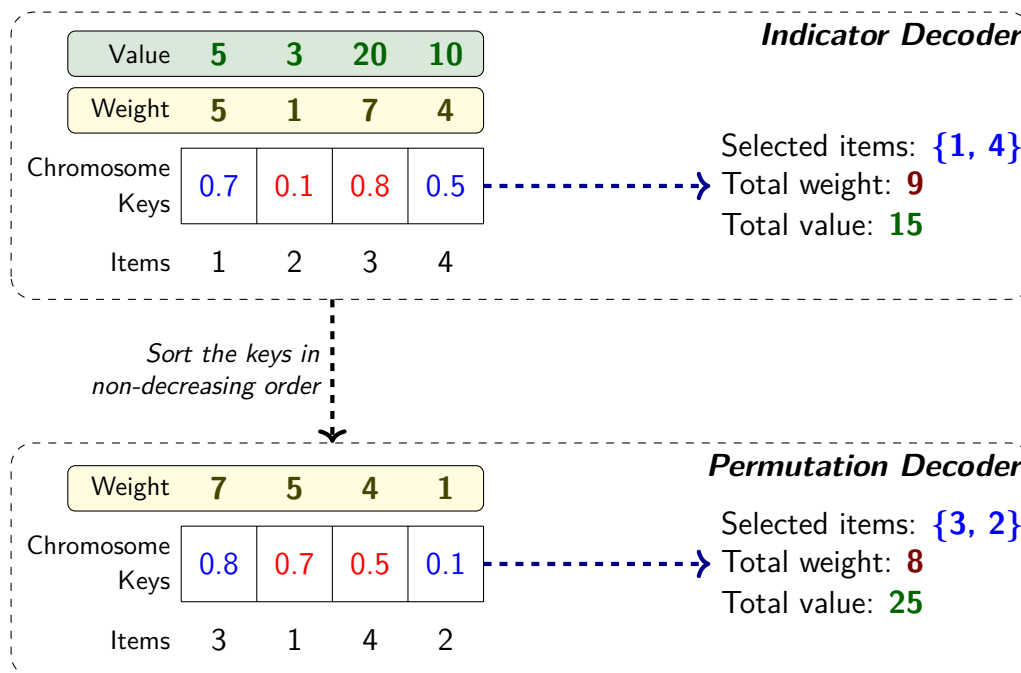 Indicator Decoder
Value 5 3 20 10
Weight 5 1 7 4
Chromosome
Keys
0.7 0.1 0.8 0.5
Items 1 2 3 4
Selected items: {1, 4}
Total weight: 9
Total value: 15
Sort the keys in
non-decreasing order
Permutation Decoder
Weight 7 5 4 1
Chromosome
Keys
0.8 0.7 0.5 0.1
Items 3 1 4 2
Selected items: {3, 2}
Total weight: 8
Total value: 25